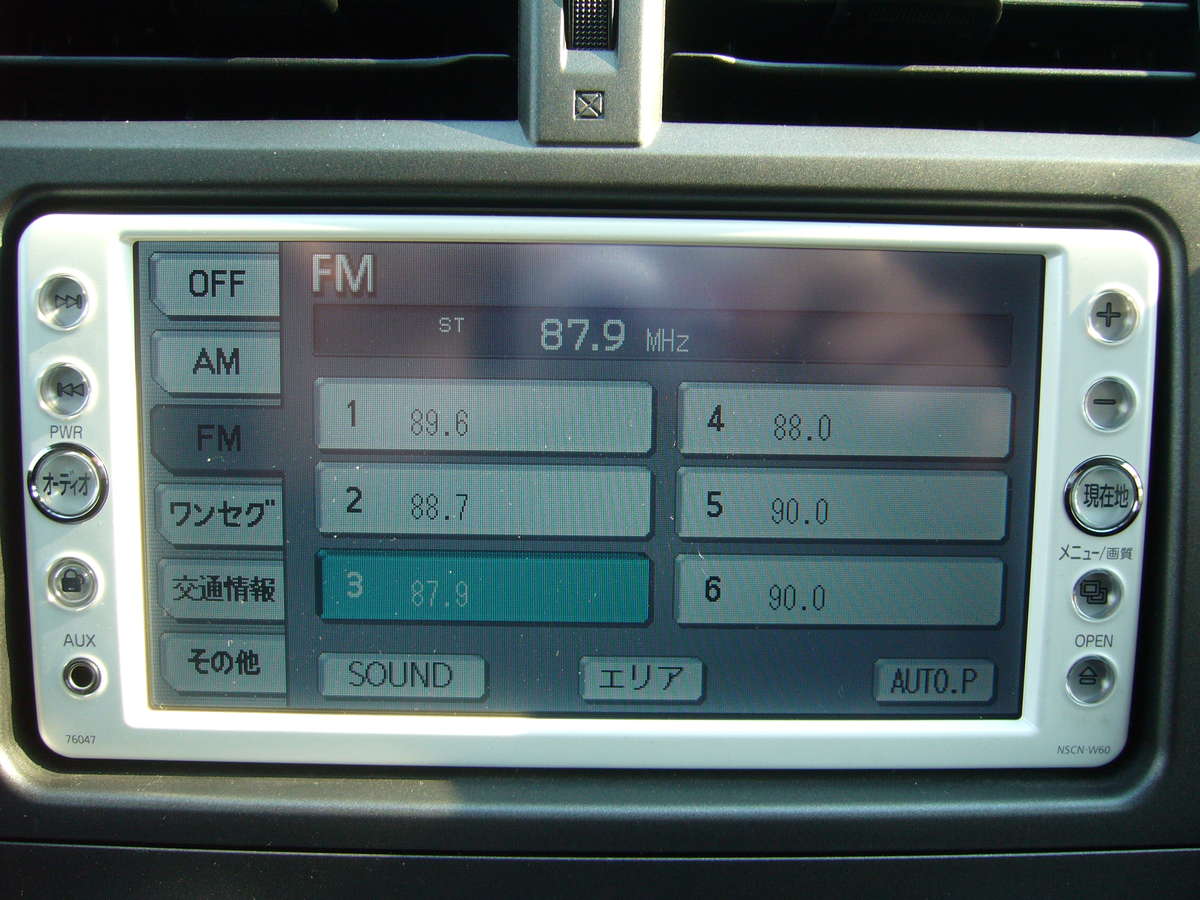 OFF
FM
ST 87.9 MHz
AM
1 89.6
4 88.0
FM
2 88.7
5 90.0
ワンセグ
3 87.9
6 90.0
交通情報
その他
SOUND
エリア
AUTO.P
PWR
オーディオ
AUX
76047
現在地
メニュー/画質
OPEN
NSCN-W60